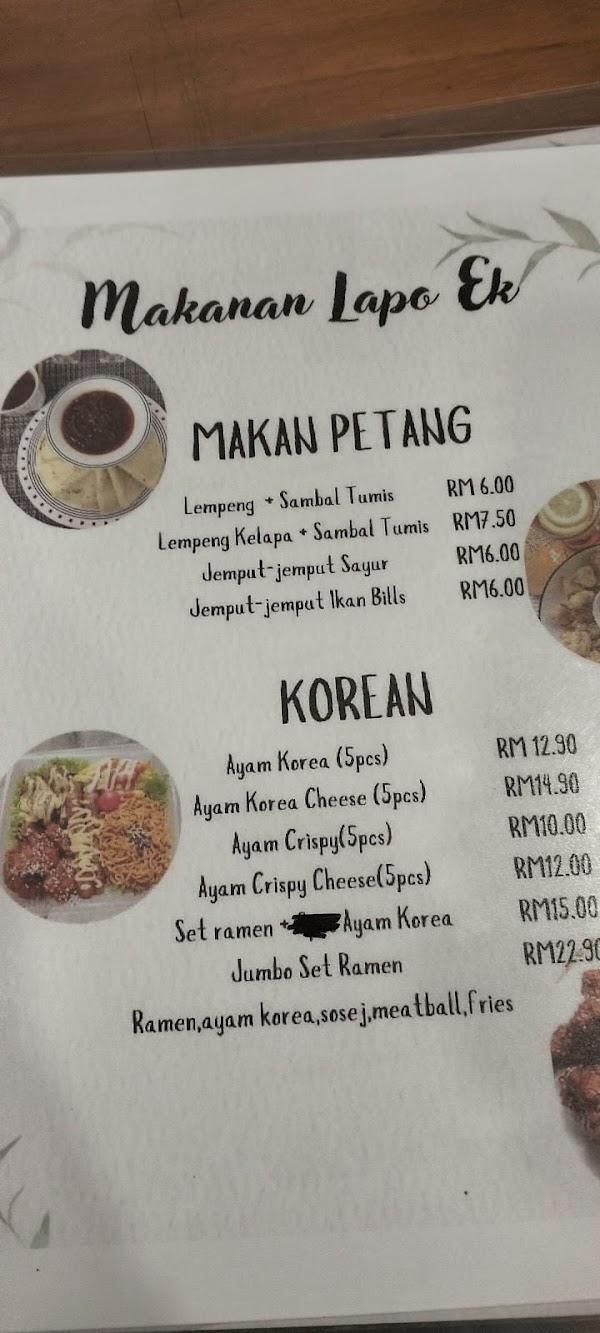 Makanan Lapo Ek
MAKAN PETANG
Lempeng + Sambal Tumis RM 6.00
Lempeng Kelapa + Sambal Tumis RM7.50
Jemput-jemput Sayur RM6.00
Jemput-jemput Ikan Bills RM6.00
KOREAN
Ayam Korea (5pcs) RM 12.90
Ayam Korea Cheese (5pcs) RM14.90
Ayam Crispy(5pcs) RM10.00
Ayam Crispy Cheese(5pcs) RM12.00
Set ramen + Ayam Korea RM15.00
Jumbo Set Ramen RM22.90
Ramen,ayam korea,sosej,meatball,fries